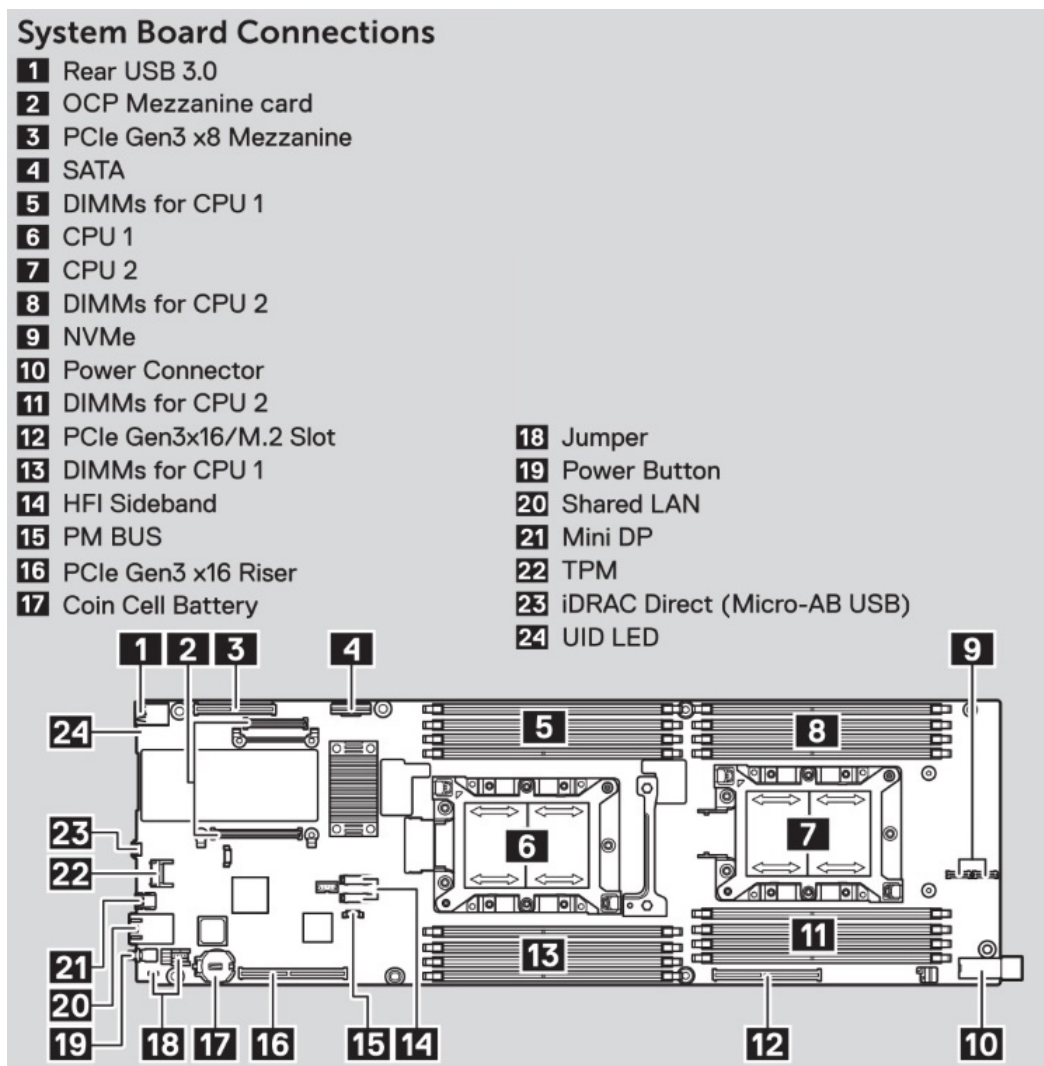 System Board Connections
1 Rear USB 3.0
2 OCP Mezzanine card
3 PCIe Gen3 x8 Mezzanine
4 SATA
5 DIMMs for CPU 1
6 CPU 1
7 CPU 2
8 DIMMs for CPU 2
9 NVMe
10 Power Connector
11 DIMMs for CPU 2
12 PCIe Gen3x16/M.2 Slot
13 DIMMs for CPU 1
14 HFI Sideband
15 PM BUS
16 PCIe Gen3 x16 Riser
17 Coin Cell Battery
18 Jumper
19 Power Button
20 Shared LAN
21 Mini DP
22 TPM
23 iDRAC Direct (Micro-AB USB)
24 UID LED
1 2 3 4 9
24 5 8
23 6 7
22
21 13 11
20
19 18 17 16 15 14 12 10